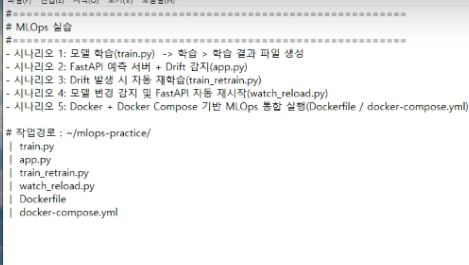 #==================================================
# MLOps 실습
#==================================================
- 시나리오 1: 모델 학습(train.py) -> 학습 > 학습 결과 파일 생성
- 시나리오 2: FastAPI 예측 서버 + Drift 감지(app.py)
- 시나리오 3: Drift 발생 시 자동 재학습(train_retrain.py)
- 시나리오 4: 모델 변경 감지 및 FastAPI 자동 재시작(watch_reload.py)
- 시나리오 5: Docker + Docker Compose 기반 MLOps 통합 실행(Dockerfile / docker-compose.yml)
# 작업경로 : ~/mlops-practice/
| train.py
| app.py
| train_retrain.py
| watch_reload.py
| Dockerfile
| docker-compose.yml